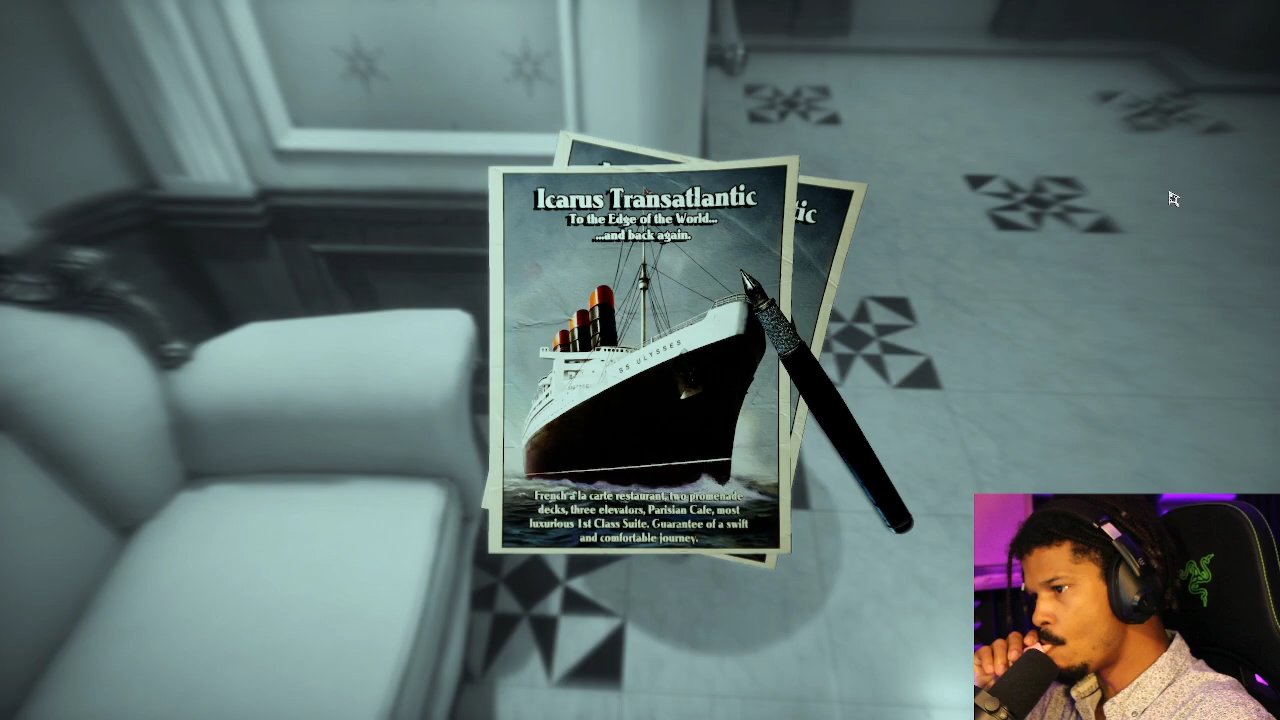 Icarus Transatlantic
To the Edge of the World...
...and back again.
ic
SS ULYSSES
French à la carte restaurant, two promenade
decks, three elevators, Parisian Cafe, most
luxurious 1st Class Suite. Guarantee of a swift
and comfortable journey.